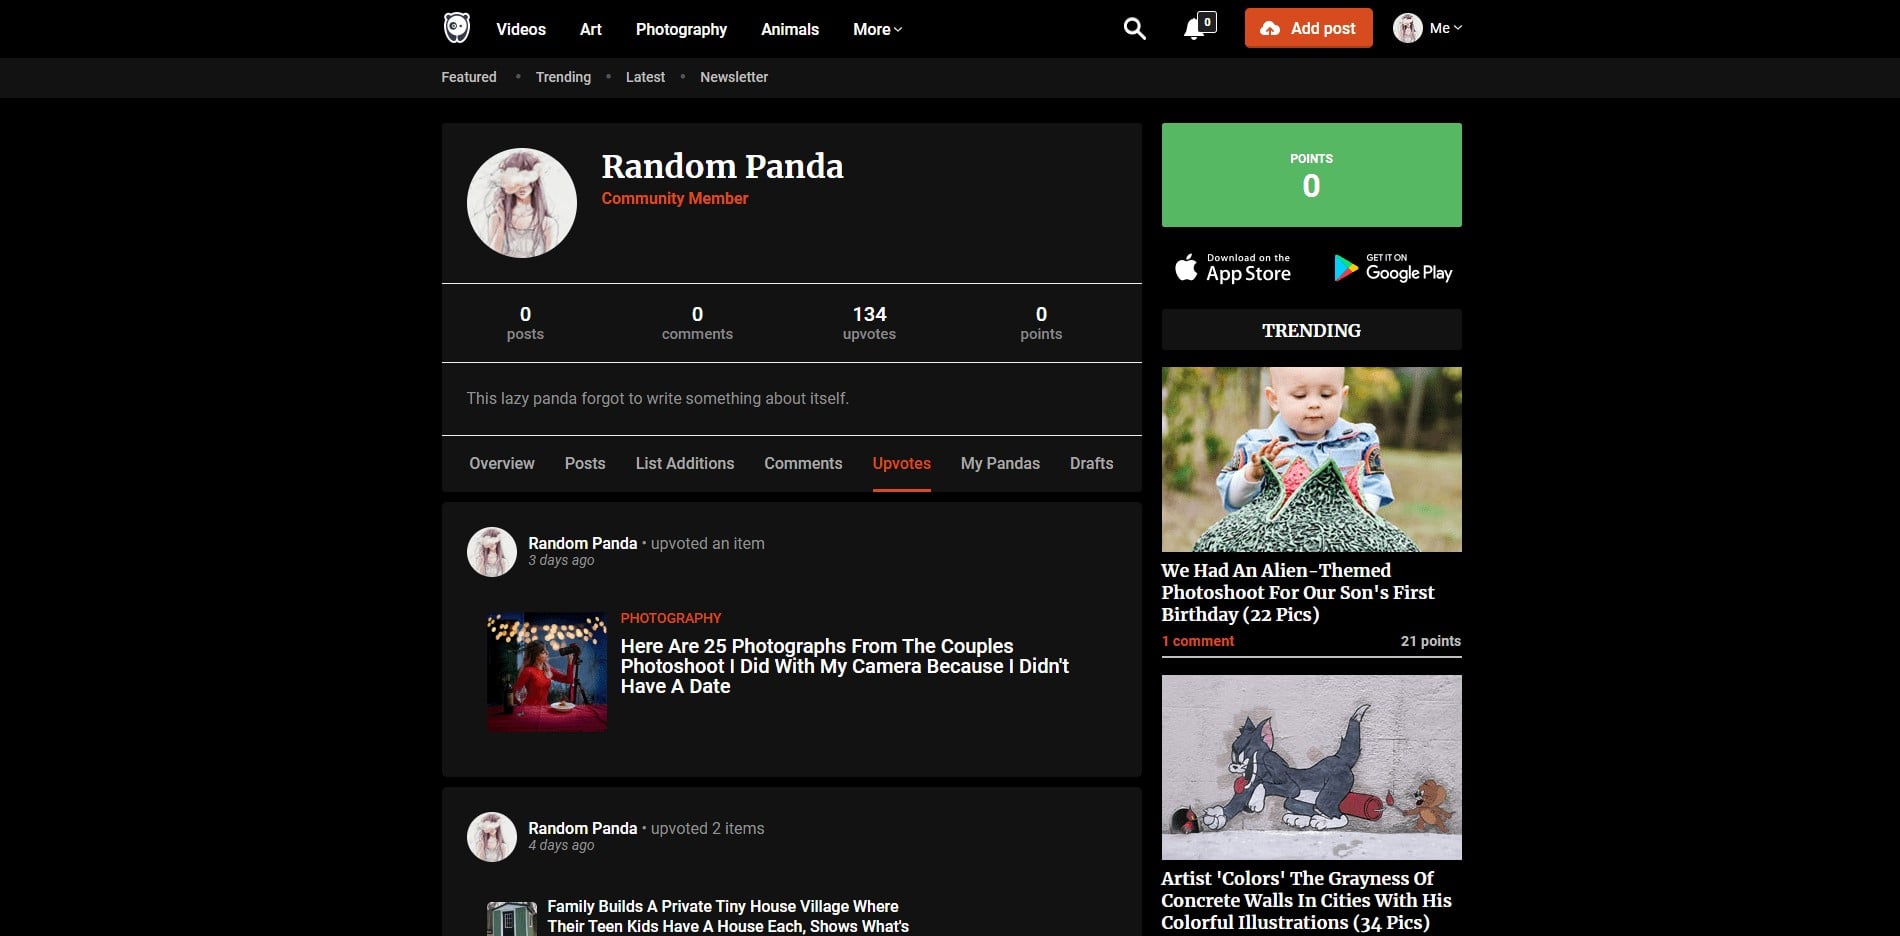 Videos Art Photography Animals More
0
Add post
Me
Featured • Trending • Latest • Newsletter
Random Panda
Community Member
0 posts
0 comments
134 upvotes
0 points
This lazy panda forgot to write something about itself.
Overview Posts List Additions Comments Upvotes My Pandas Drafts
Random Panda • upvoted an item
3 days ago
PHOTOGRAPHY
Here Are 25 Photographs From The Couples
Photoshoot I Did With My Camera Because I Didn't
Have A Date
Random Panda • upvoted 2 items
4 days ago
Family Builds A Private Tiny House Village Where
Their Teen Kids Have A House Each, Shows What's
POINTS
0
Download on the
App Store
GET IT ON
Google Play
TRENDING
We Had An Alien-Themed
Photoshoot For Our Son's First
Birthday (22 Pics)
1 comment 21 points
Artist 'Colors' The Grayness Of
Concrete Walls In Cities With His
Colorful Illustrations (34 Pics)